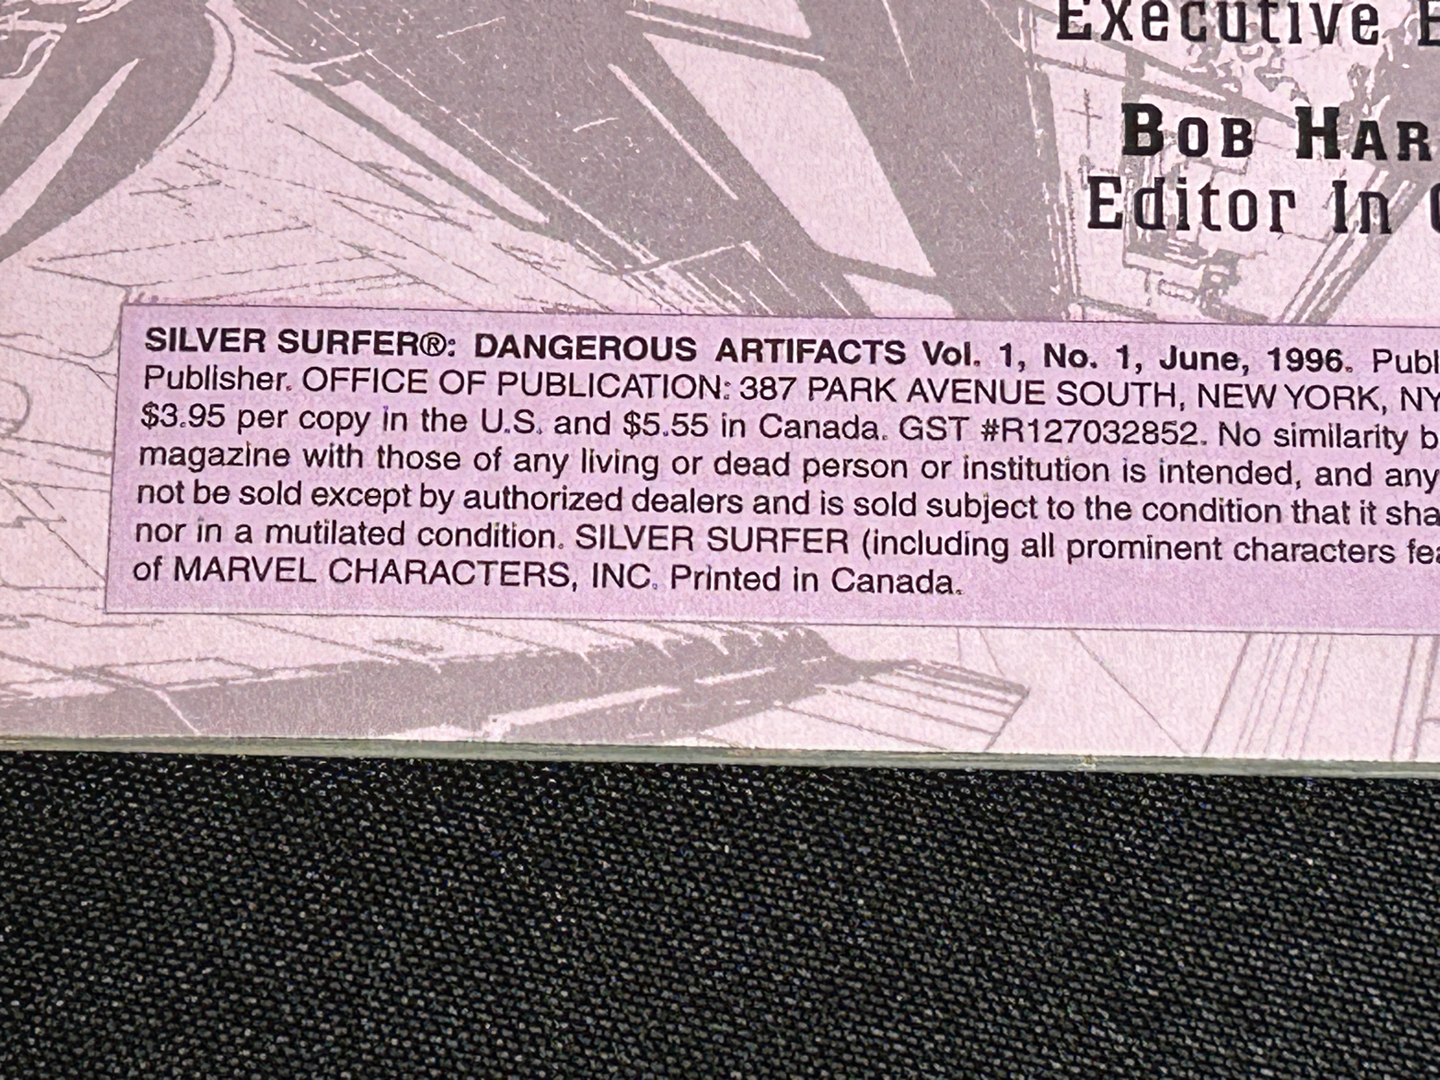 Executive E
BOB HAR
Editor In C
SILVER SURFER®: DANGEROUS ARTIFACTS Vol. 1, No. 1, June, 1996. Publ
Publisher. OFFICE OF PUBLICATION: 387 PARK AVENUE SOUTH, NEW YORK, NY
$3.95 per copy in the U.S. and $5.55 in Canada. GST #R127032852. No similarity b
magazine with those of any living or dead person or institution is intended, and any
not be sold except by authorized dealers and is sold subject to the condition that it sha
nor in a mutilated condition. SILVER SURFER (including all prominent characters fea
of MARVEL CHARACTERS, INC. Printed in Canada.